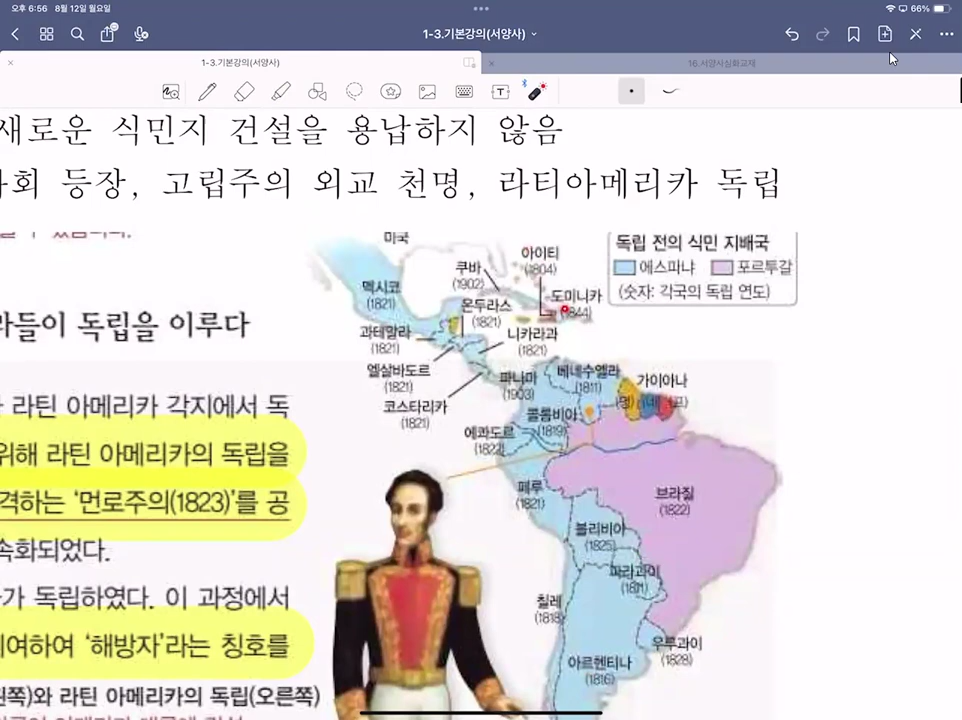 오후 6:56 8월 12일 월요일
66%
1-3.기본강의(서양사)
1-3.기본강의(서양사)
16.서양사심화교재
새로운 식민지 건설을 용납하지 않음
사회 등장, 고립주의 외교 천명, 라티아메리카 독립
미국
독립 전의 식민 지배국
에스파냐 포르투갈
(숫자: 각국의 독립 연도)
아이티
(1804)
쿠바
(1902)
멕시코
(1821)
도미니카
(1844)
온두라스
(1821)
과테말라
(1821)
니카라과
(1821)
엘살바도르
(1821)
파나마
(1903)
베네수엘라
(1811)
가이아나
(영) (네) (프)
코스타리카
(1821)
콜롬비아
(1819)
에콰도르
(1822)
페루
(1821)
브라질
(1822)
볼리비아
(1825)
파라과이
(1811)
칠레
(1818)
우루과이
(1828)
아르헨티나
(1816)
라들이 독립을 이루다
라틴 아메리카 각지에서 독
위해 라틴 아메리카의 독립을
격하는 ‘먼로주의(1823)’를 공
속화되었다.
가 독립하였다. 이 과정에서
여하여 ‘해방자’라는 칭호를
쪽)와 라틴 아메리카의 독립(오른쪽)